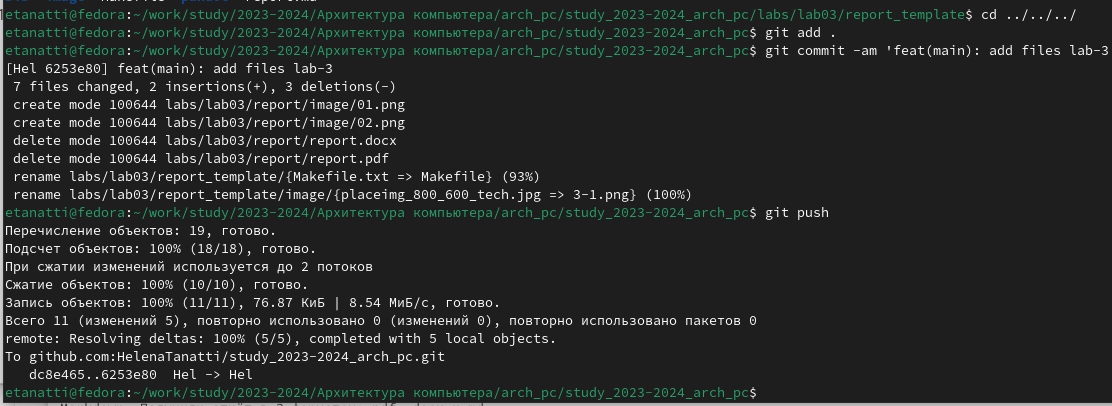 etanatti@fedora:~/work/study/2023-2024/Архитектура компьютера/arch_pc/study_2023-2024_arch_pc/labs/lab03/report_template$ cd ../../../
etanatti@fedora:~/work/study/2023-2024/Архитектура компьютера/arch_pc/study_2023-2024_arch_pc$ git add .
etanatti@fedora:~/work/study/2023-2024/Архитектура компьютера/arch_pc/study_2023-2024_arch_pc$ git commit -am 'feat(main): add files lab-3
[Hel 6253e80] feat(main): add files lab-3
 7 files changed, 2 insertions(+), 3 deletions(-)
 create mode 100644 labs/lab03/report/image/01.png
 create mode 100644 labs/lab03/report/image/02.png
 delete mode 100644 labs/lab03/report/report.docx
 delete mode 100644 labs/lab03/report/report.pdf
 rename labs/lab03/report_template/{Makefile.txt => Makefile} (93%)
 rename labs/lab03/report_template/image/{placeimg_800_600_tech.jpg => 3-1.png} (100%)
etanatti@fedora:~/work/study/2023-2024/Архитектура компьютера/arch_pc/study_2023-2024_arch_pc$ git push
Перечисление объектов: 19, готово.
Подсчет объектов: 100% (18/18), готово.
При сжатии изменений используется до 2 потоков
Сжатие объектов: 100% (10/10), готово.
Запись объектов: 100% (11/11), 76.87 КиБ | 8.54 МиБ/с, готово.
Всего 11 (изменений 5), повторно использовано 0 (изменений 0), повторно использовано пакетов 0
remote: Resolving deltas: 100% (5/5), completed with 5 local objects.
To github.com:HelenaTanatti/study_2023-2024_arch_pc.git
   dc8e465..6253e80  Hel -> Hel
etanatti@fedora:~/work/study/2023-2024/Архитектура компьютера/arch_pc/study_2023-2024_arch_pc$